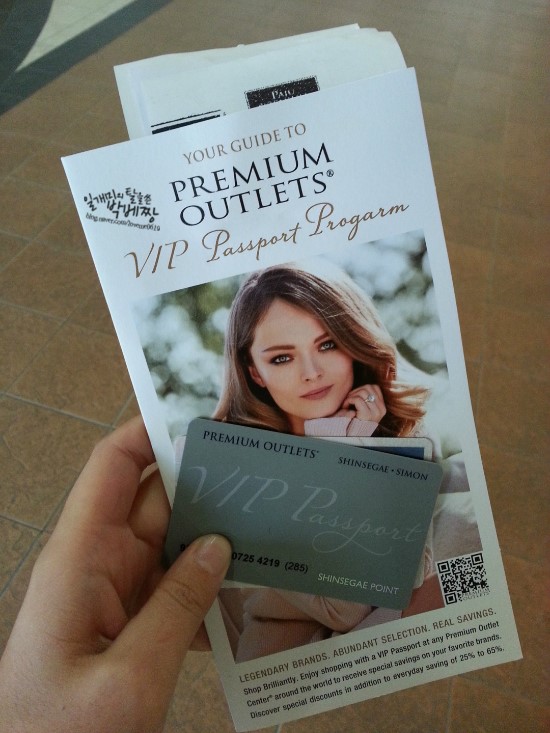 PAJU
YOUR GUIDE TO
PREMIUM
OUTLETS®
VIP Passport Progarm
일개미의 탈을쓴
박베짱
PREMIUM OUTLETS®
SHINSEGAE • SIMON
VIP Passport
0725 4219 (285)
SHINSEGAE POINT
LEGENDARY BRANDS. ABUNDANT SELECTION. REAL SAVINGS.
Shop Brilliantly. Enjoy shopping with a VIP Passport at any Premium Outlet
Center® around the world to receive special savings on your favorite brands.
Discover special discounts in addition to everyday saving of 25% to 65%.